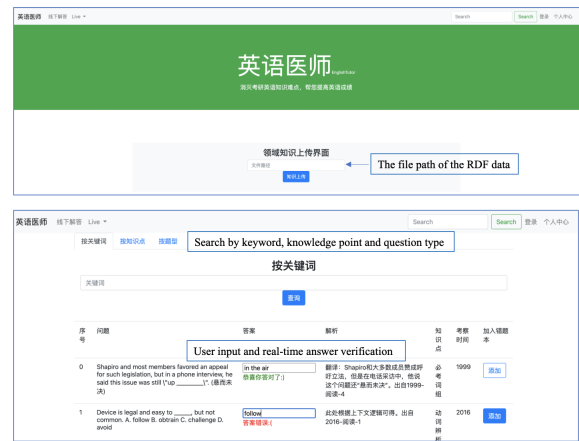 英语医师 线下解答 Live Search Search 登录 个人中心
英语医师 English Doctor
消灭考研英语知识难点，帮您提高英语成绩
领域知识上传界面
文件路径
The file path of the RDF data
知识上传
英语医师 线下解答 Live Search Search 登录 个人中心
按关键词 按知识点 按题型
Search by keyword, knowledge point and question type
按关键词
关键词
查询
序号 问题 答案 解析 知识点 考察时间 加入错题本
User input and real-time answer verification
0 Shapiro and most members favored an appeal for such legislation, but in a phone interview, he said this issue was still \"up ________\". (悬而未决)
in the air
恭喜你答对了:)
翻译：Shapiro和大多数成员赞成呼吁立法，但是在电话采访中，他说这个问题还“悬而未决”。出自1999-阅读-4
必考词组
1999
添加
1 Device is legal and easy to _____, but not common. A. follow B. obtrain C. challenge D. avoid
follow
答案错误:(
此处根据上下文逻辑可得。出自2016-阅读-1
动词辨析
2016
添加